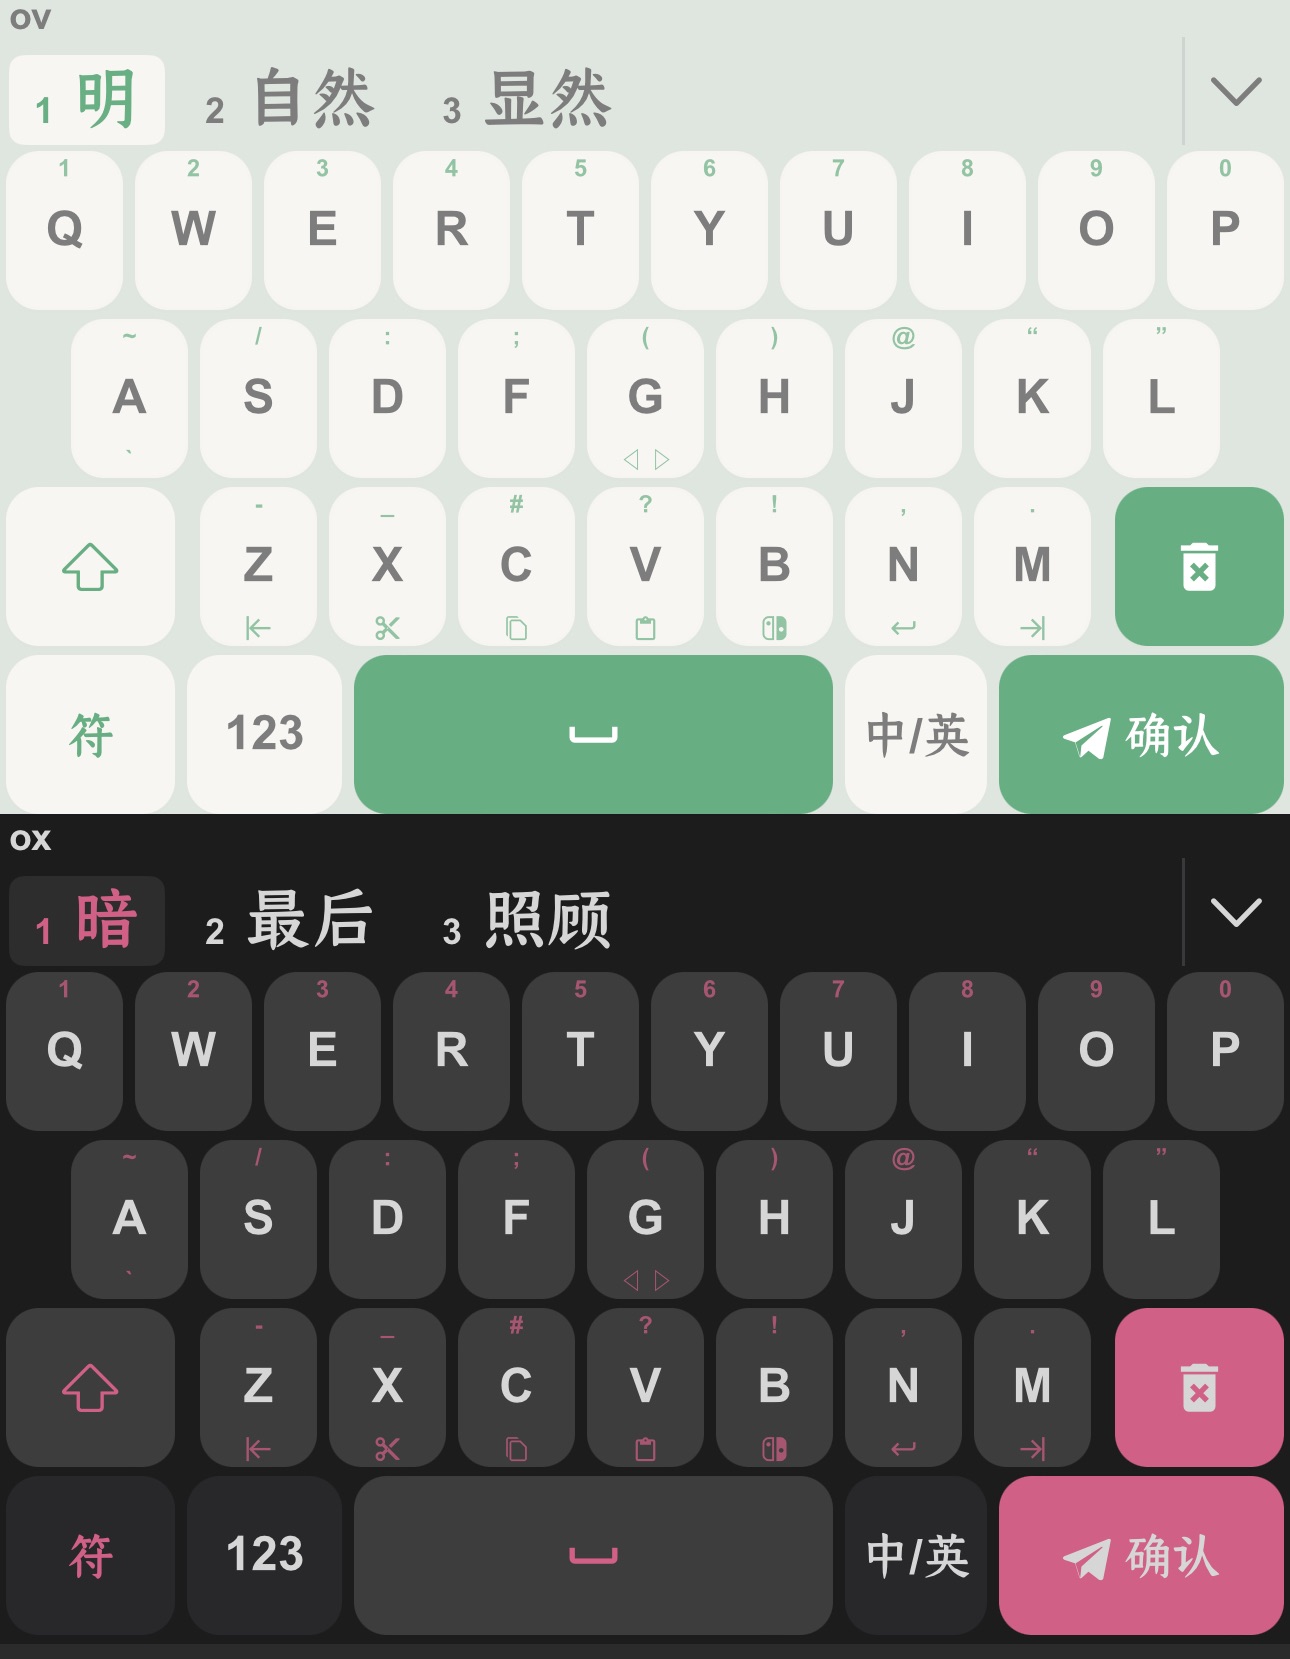 ov
1 明 2 自然 3 显然
1 2 3 4 5 6 7 8 9 0
Q W E R T Y U I O P
~ / : ; ( ) @ “ ”
A S D F G H J K L
`
- _ # ? ! , .
Z X C V B N M
符 123 中/英 确认
ox
1 暗 2 最后 3 照顾
1 2 3 4 5 6 7 8 9 0
Q W E R T Y U I O P
~ / : ; ( ) @ “ ”
A S D F G H J K L
`
- _ # ? ! , .
Z X C V B N M
符 123 中/英 确认